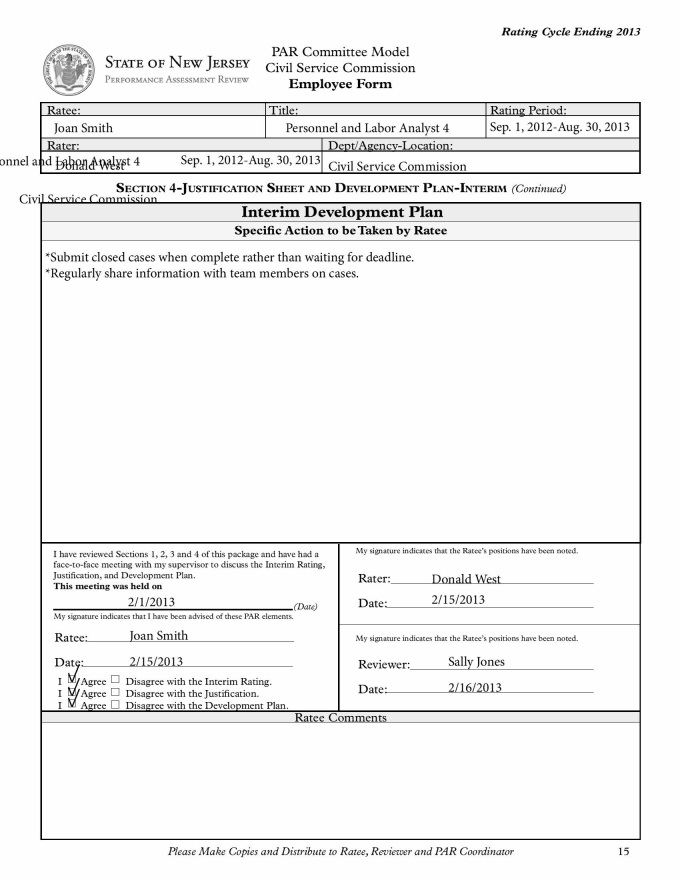 Rating Cycle Ending 2013
PAR Committee Model
State of New Jersey
Civil Service Commission
Performance Assessment Review
Employee Form
Ratee: Title: Rating Period:
Joan Smith Personnel and Labor Analyst 4 Sep. 1, 2012-Aug. 30, 2013
Rater: Dept/Agency-Location:
onnel and Labor Analyst 4 Sep. 1, 2012-Aug. 30, 2013
Donald West Civil Service Commission
Section 4-Justification Sheet and Development Plan-Interim (Continued)
Civil Service Commission
Interim Development Plan
Specific Action to be Taken by Ratee
*Submit closed cases when complete rather than waiting for deadline.
*Regularly share information with team members on cases.
I have reviewed Sections 1, 2, 3 and 4 of this package and have had a
face-to-face meeting with my supervisor to discuss the Interim Rating,
Justification, and Development Plan.
This meeting was held on
2/1/2013 (Date)
My signature indicates that I have been advised of these PAR elements.
Ratee: Joan Smith
Date: 2/15/2013
I Agree Disagree with the Interim Rating.
I Agree Disagree with the Justification.
I Agree Disagree with the Development Plan.
My signature indicates that the Ratee's positions have been noted.
Rater: Donald West
Date: 2/15/2013
My signature indicates that the Ratee's positions have been noted.
Reviewer: Sally Jones
Date: 2/16/2013
Ratee Comments
Please Make Copies and Distribute to Ratee, Reviewer and PAR Coordinator 15